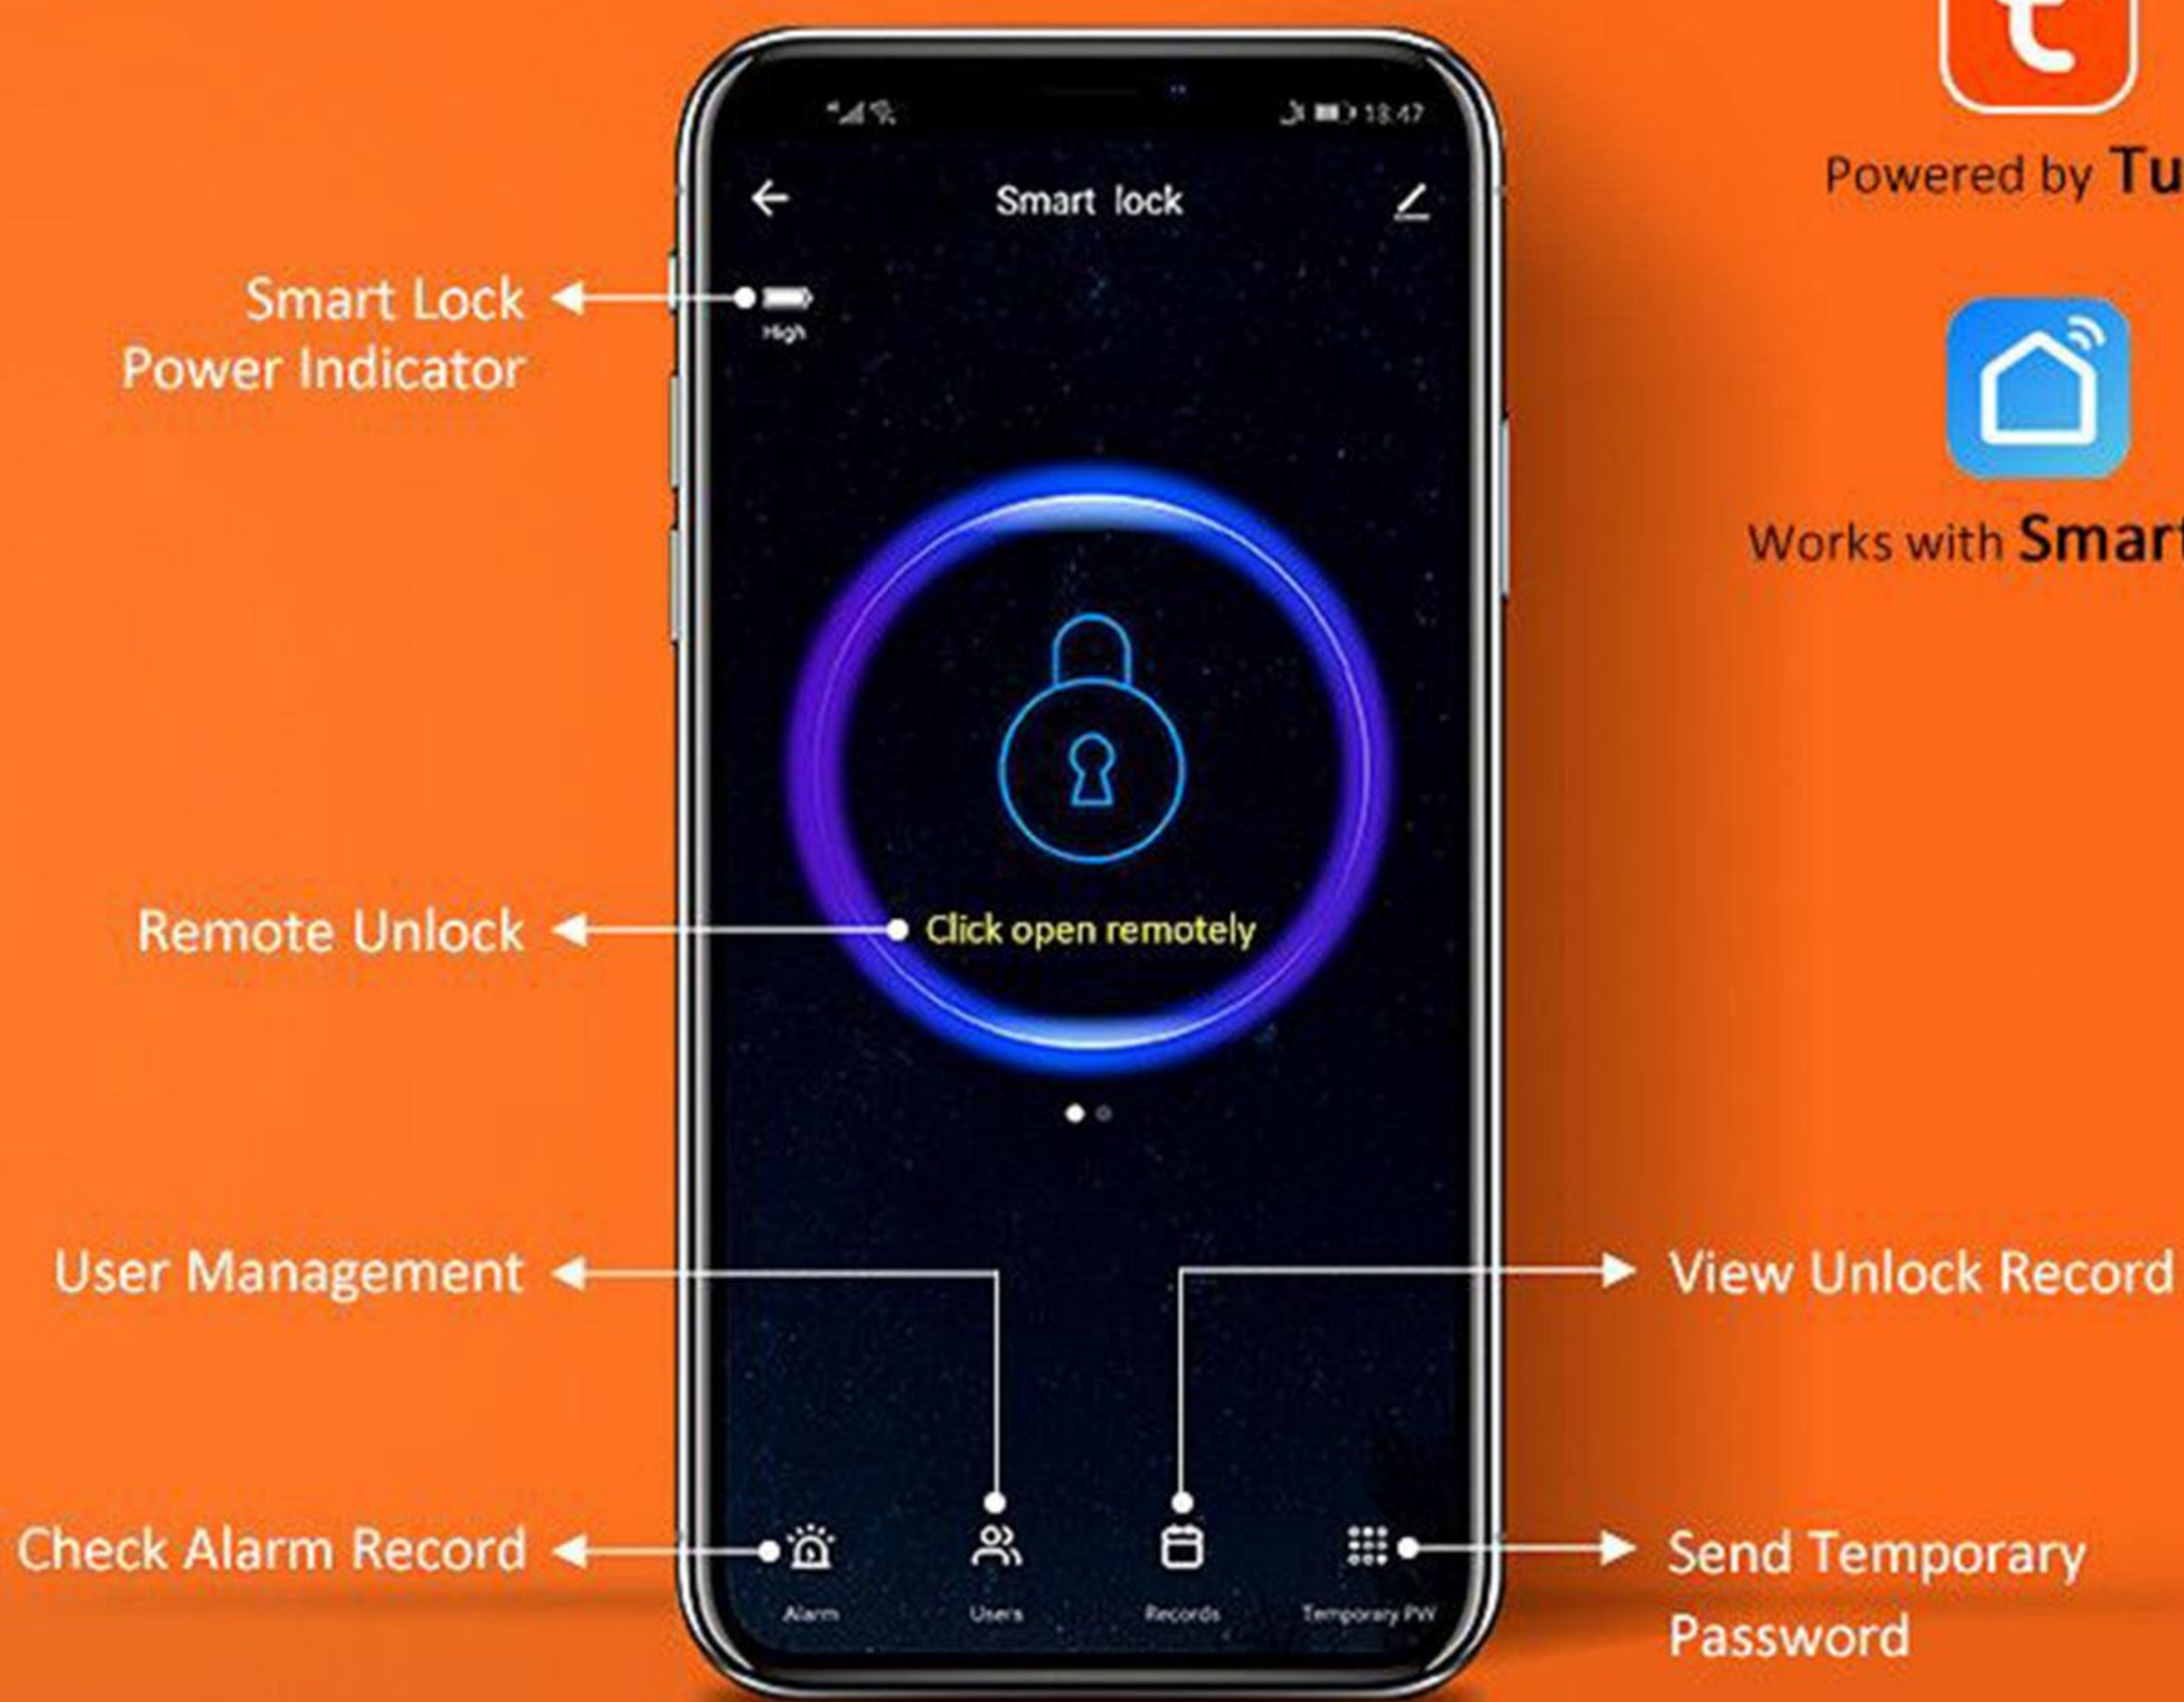 18:47
Smart lock
High
Smart Lock
Power Indicator
Powered by Tu
Works with Smart
Click open remotely
Remote Unlock
User Management
View Unlock Record
Check Alarm Record
Alarm
Users
Records
Temporary PW
Send Temporary
Password